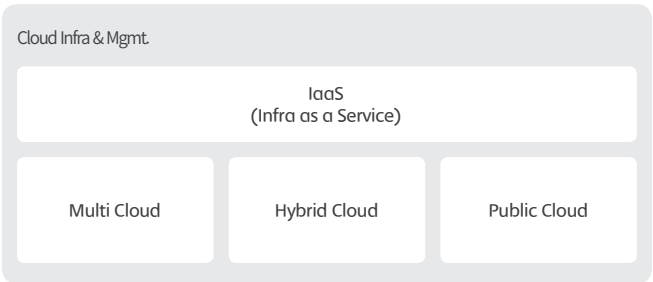 Cloud Infra & Mgmt.
IaaS
(Infra as a Service)
Multi Cloud
Hybrid Cloud
Public Cloud